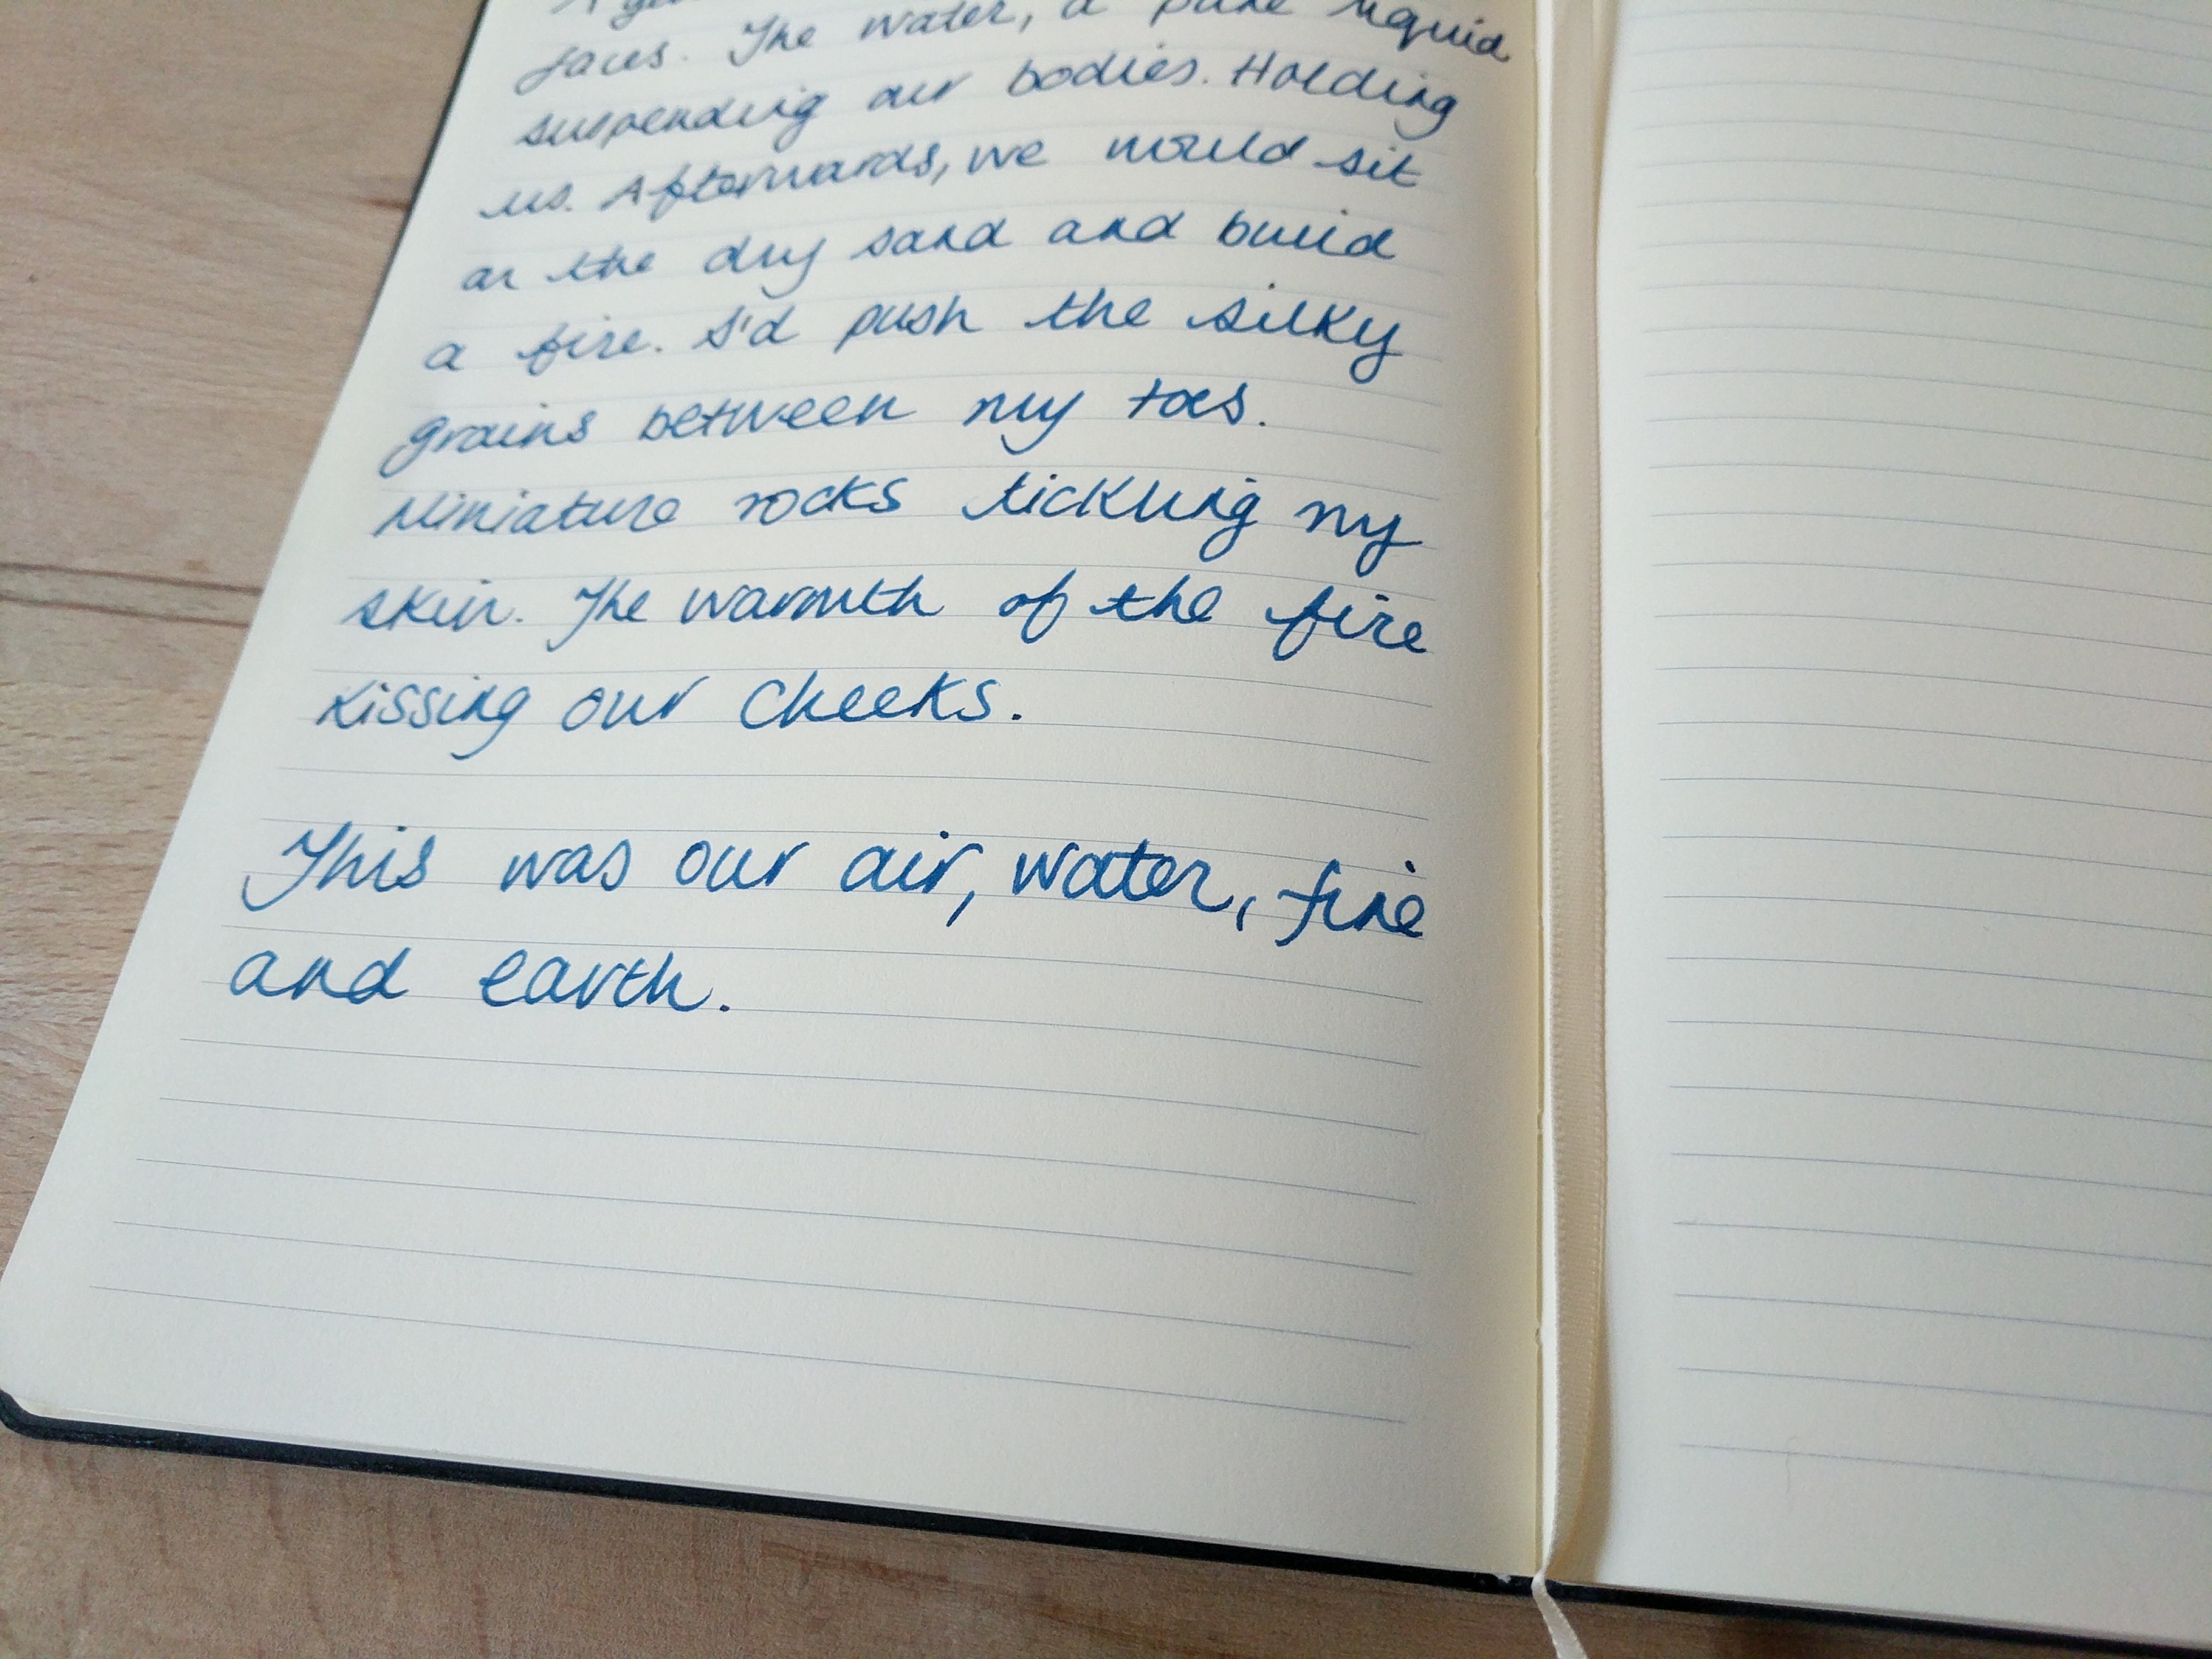 faces. The water, a pure liquid
suspending our bodies. Holding
us. Afterwards, we would sit
on the dry sand and build
a fire. I'd push the silky
grains between my toes.
Miniature rocks tickling my
skin. The warmth of the fire
kissing our cheeks.
This was our air, water, fire
and earth.